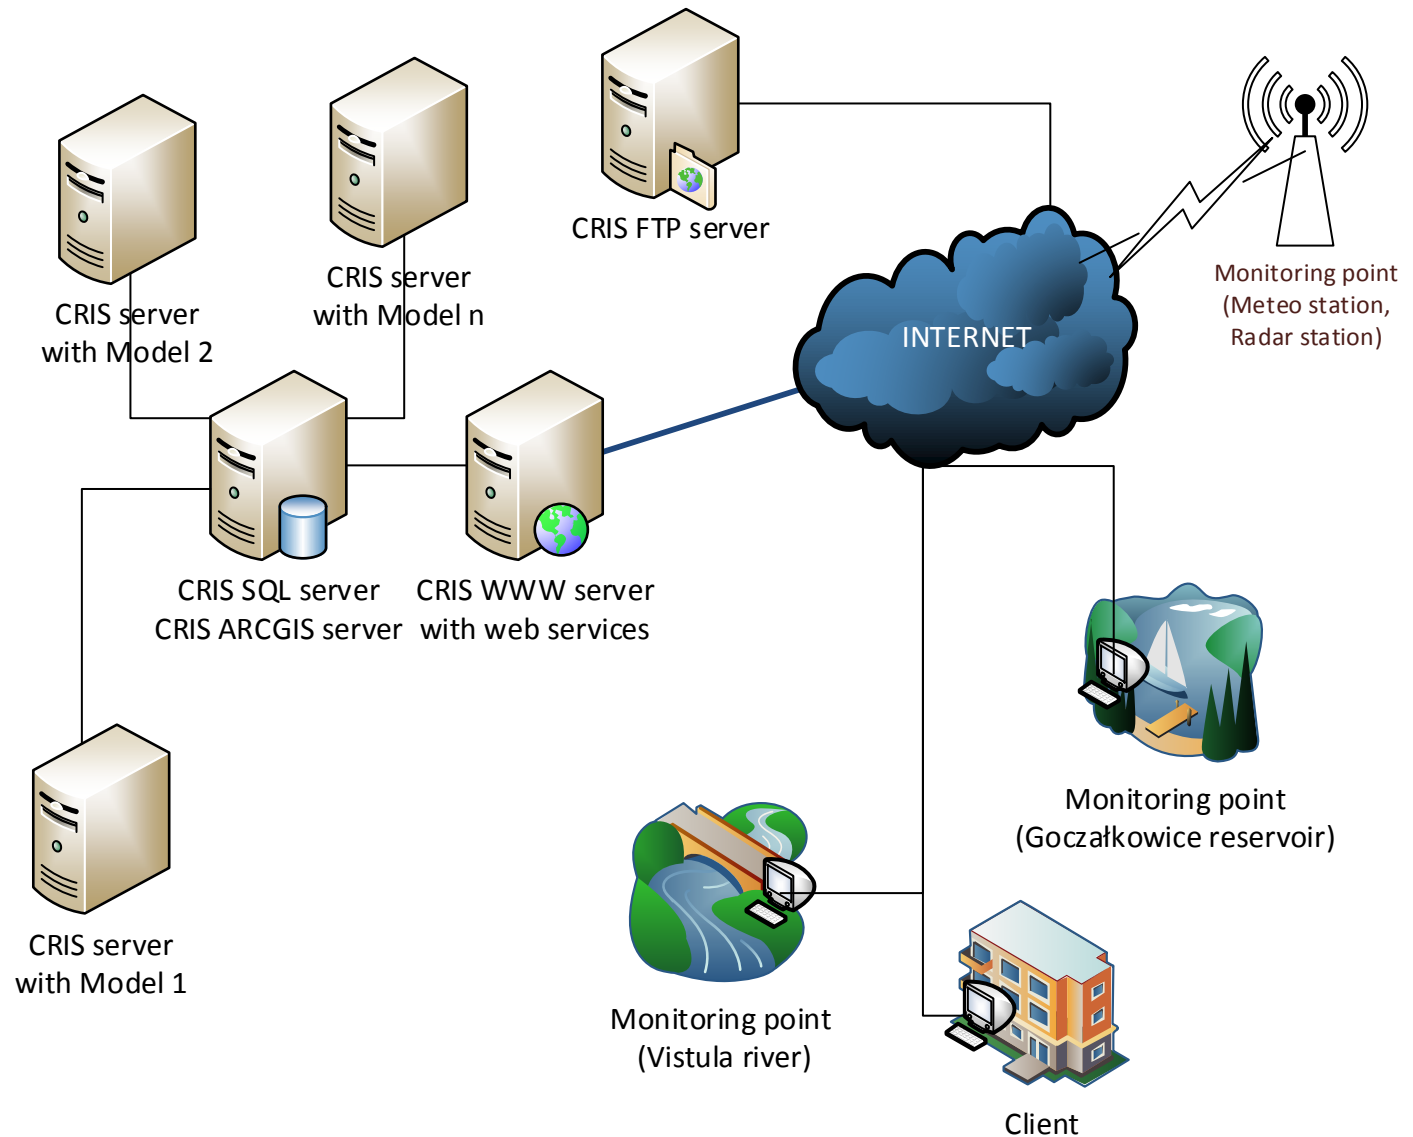 CRIS FTP server
CRIS server
with Model n
CRIS server
with Model 2
INTERNET
Monitoring point
(Meteo station,
Radar station)
CRIS SQL server
CRIS ARCGIS server
CRIS WWW server
with web services
Monitoring point
(Goczałkowice reservoir)
CRIS server
with Model 1
Monitoring point
(Vistula river)
Client